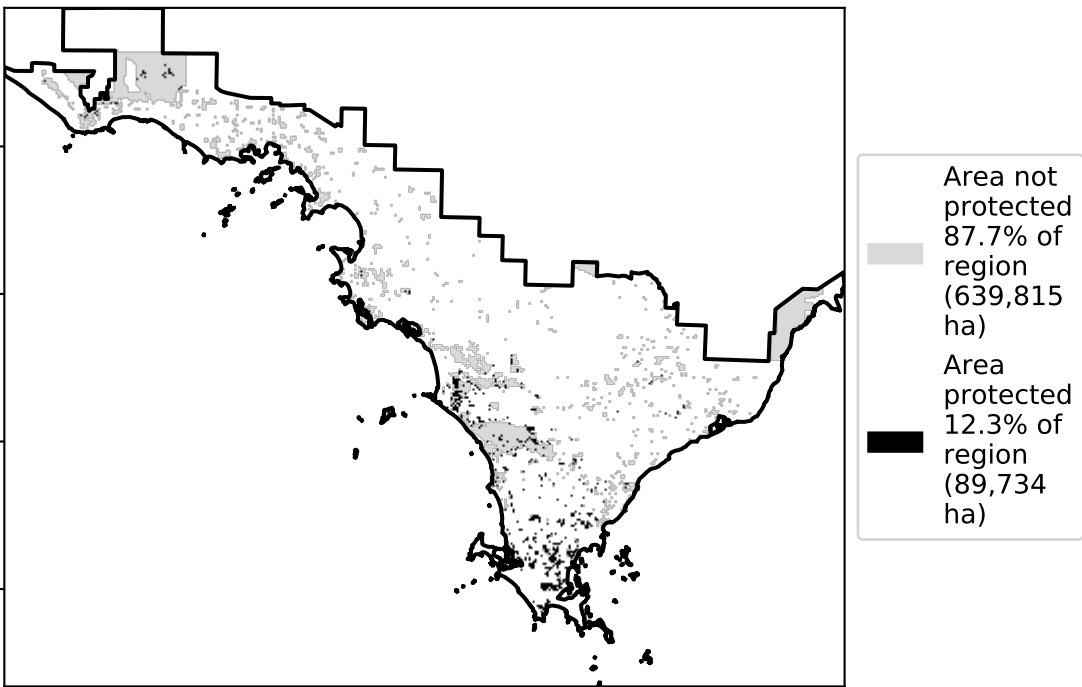 Area not
protected
87.7% of
region
(639,815
ha)
Area
protected
12.3% of
region
(89,734
ha)